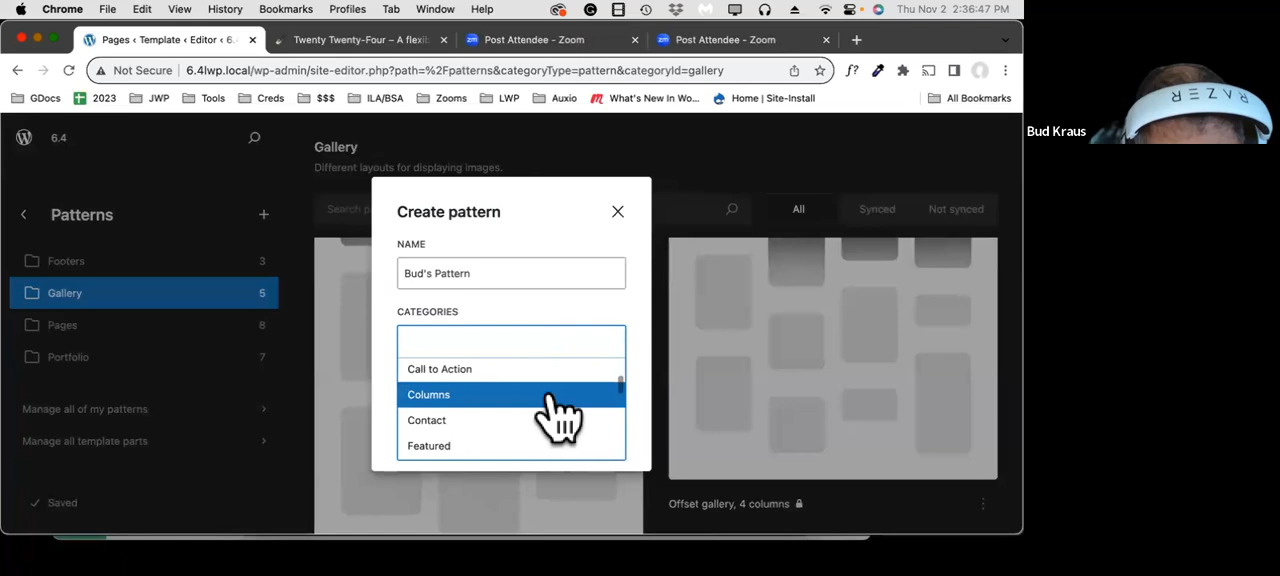 Chrome File Edit View History Bookmarks Profiles Tab Window Help Thu Nov 2 2:36:47 PM
Pages ‹ Template ‹ Editor ‹ 6.4 Twenty Twenty-Four – A flexib Post Attendee - Zoom Post Attendee - Zoom
Not Secure 6.4lwp.local/wp-admin/site-editor.php?path=%2Fpatterns&categoryType=pattern&categoryId=gallery
GDocs 2023 JWP Tools Creds $$$ ILA/BSA Zooms LWP Auxio What's New In Wo... Home | Site-Install All Bookmarks
6.4
Gallery
Different layouts for displaying images.
Patterns
Search p
All Synced Not synced
Footers 3
Gallery 5
Pages 8
Portfolio 7
Manage all of my patterns
Manage all template parts
Saved
Create pattern
NAME
Bud's Pattern
CATEGORIES
Call to Action
Columns
Contact
Featured
Offset gallery, 4 columns
Bud Kraus
RAZER